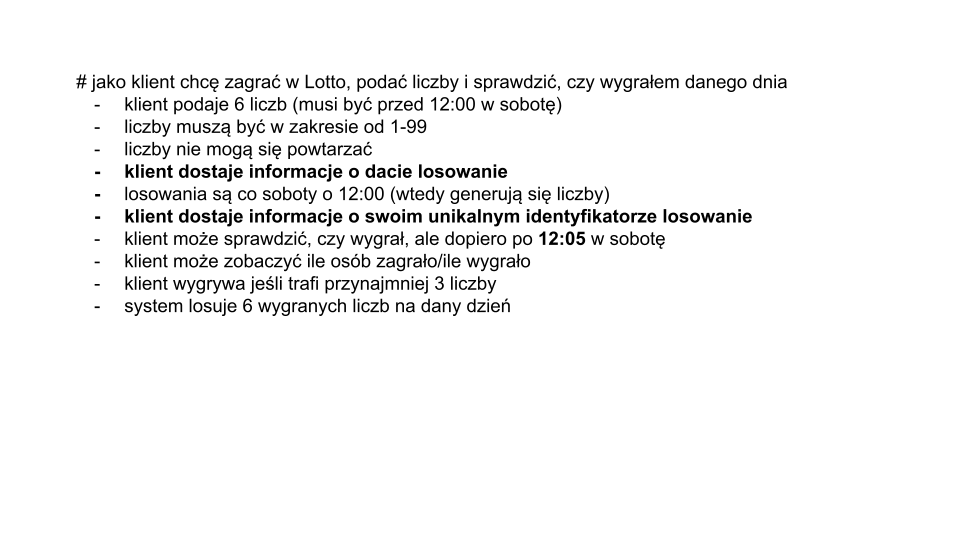 # jako klient chcę zagrać w Lotto, podać liczby i sprawdzić, czy wygrałem danego dnia
- klient podaje 6 liczb (musi być przed 12:00 w sobotę)
- liczby muszą być w zakresie od 1-99
- liczby nie mogą się powtarzać
- klient dostaje informacje o dacie losowanie
- losowania są co soboty o 12:00 (wtedy generują się liczby)
- klient dostaje informacje o swoim unikalnym identyfikatorze losowanie
- klient może sprawdzić, czy wygrał, ale dopiero po 12:05 w sobotę
- klient może zobaczyć ile osób zagrało/ile wygrało
- klient wygrywa jeśli trafi przynajmniej 3 liczby
- system losuje 6 wygranych liczb na dany dzień